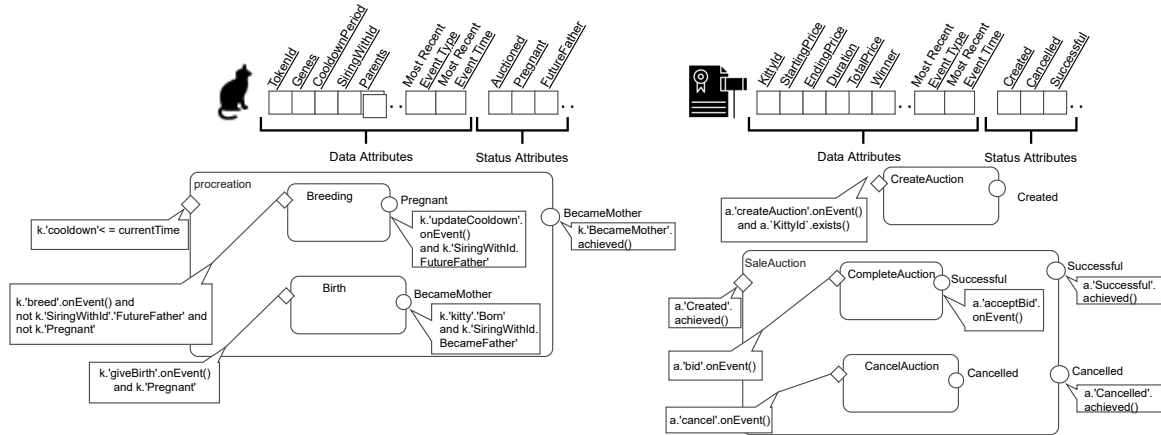 TokenId
Genes
CooldownPeriod
SiringWithId
Parents
. .
Most Recent
Event Type
Most Recent
Event Time
Auctioned
Pregnant
FutureFather
. .
Data Attributes
Status Attributes
procreation
Breeding
Pregnant
k.'cooldown'< = currentTime
k.'updateCooldown'.
onEvent()
and k.'SiringWithId.
FutureFather'
BecameMother
k.'BecameMother'.
achieved()
Birth
BecameMother
k.'breed'.onEvent() and
not k.'SiringWithId'.'FutureFather' and
not k.'Pregnant'
k.'kitty'.'Born'
and k.'SiringWithId.
BecameFather'
k.'giveBirth'.onEvent()
and k.'Pregnant'
KittyId
StartingPrice
EndingPrice
Duration
TotalPrice
Winner
. .
Most Recent
Event Type
Most Recent
Event Time
Created
Cancelled
Successful
. .
Data Attributes
Status Attributes
CreateAuction
Created
a.'createAuction'.onEvent()
and a.`KittyId`.exists()
SaleAuction
CompleteAuction
Successful
Successful
a.'Successful'.
achieved()
a.'Created'.
achieved()
a.'acceptBid'.
onEvent()
a.'bid'.onEvent()
CancelAuction
Cancelled
Cancelled
a.'Cancelled'.
achieved()
a.'cancel'.onEvent()